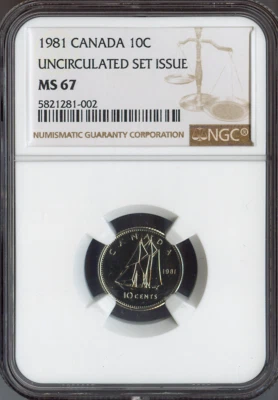 1981 CANADA 10C
UNCIRCULATED SET ISSUE
MS 67
5821281-002
NUMISMATIC GUARANTY CORPORATION
NGC®
CANADA
1981
10 CENTS